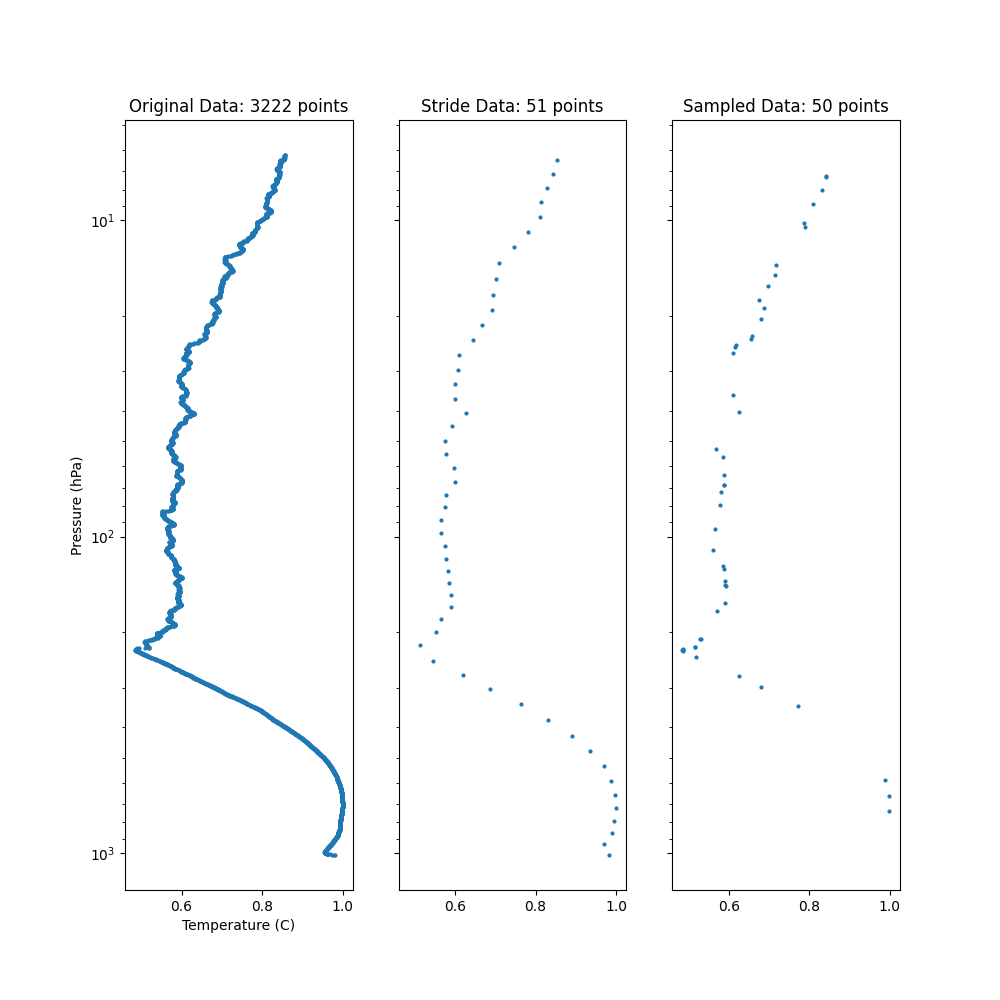 Original Data: 3222 points
Stride Data: 51 points
Sampled Data: 50 points
Pressure (hPa)
10¹
10²
10³
0.6 0.8 1.0
0.6 0.8 1.0
0.6 0.8 1.0
Temperature (C)